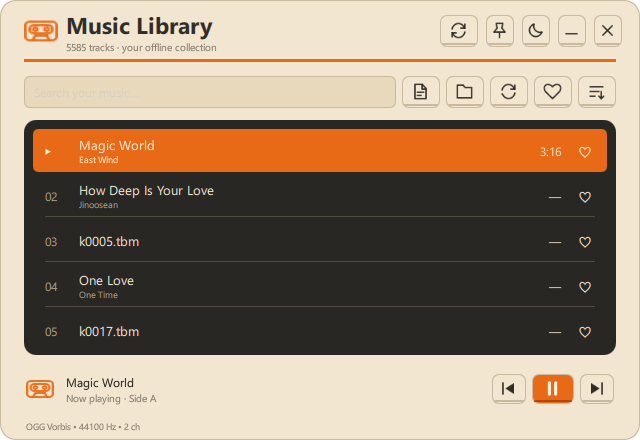 Music Library
5585 tracks · your offline collection
Search your music...
Magic World
East Wind
3:16
02
How Deep Is Your Love
Jinoosean
—
03
k0005.tbm
—
04
One Love
One Time
—
05
k0017.tbm
—
Magic World
Now playing · Side A
OGG Vorbis • 44100 Hz • 2 ch